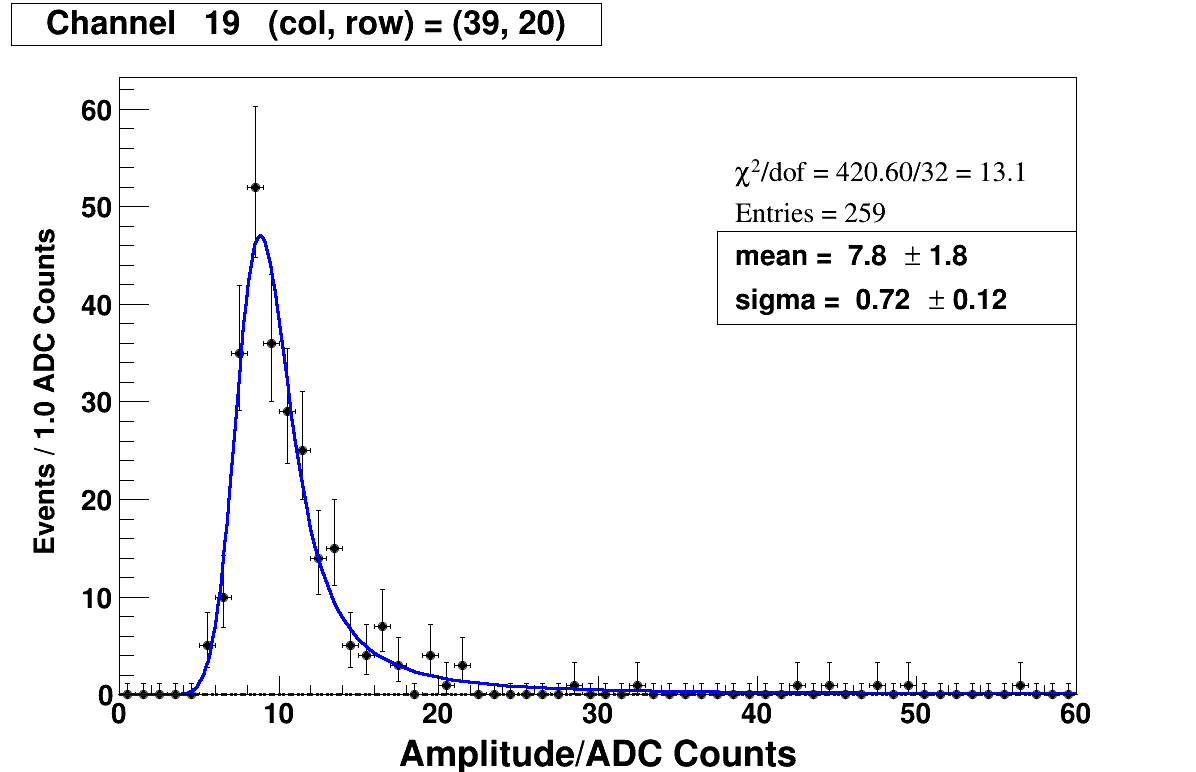 Channel 19 (col, row) = (39, 20)
60
50
40
30
20
10
0
Events / 1.0 ADC Counts
χ²/dof = 420.60/32 = 13.1
Entries = 259
mean = 7.8 ± 1.8
sigma = 0.72 ± 0.12
0 10 20 30 40 50 60
Amplitude/ADC Counts